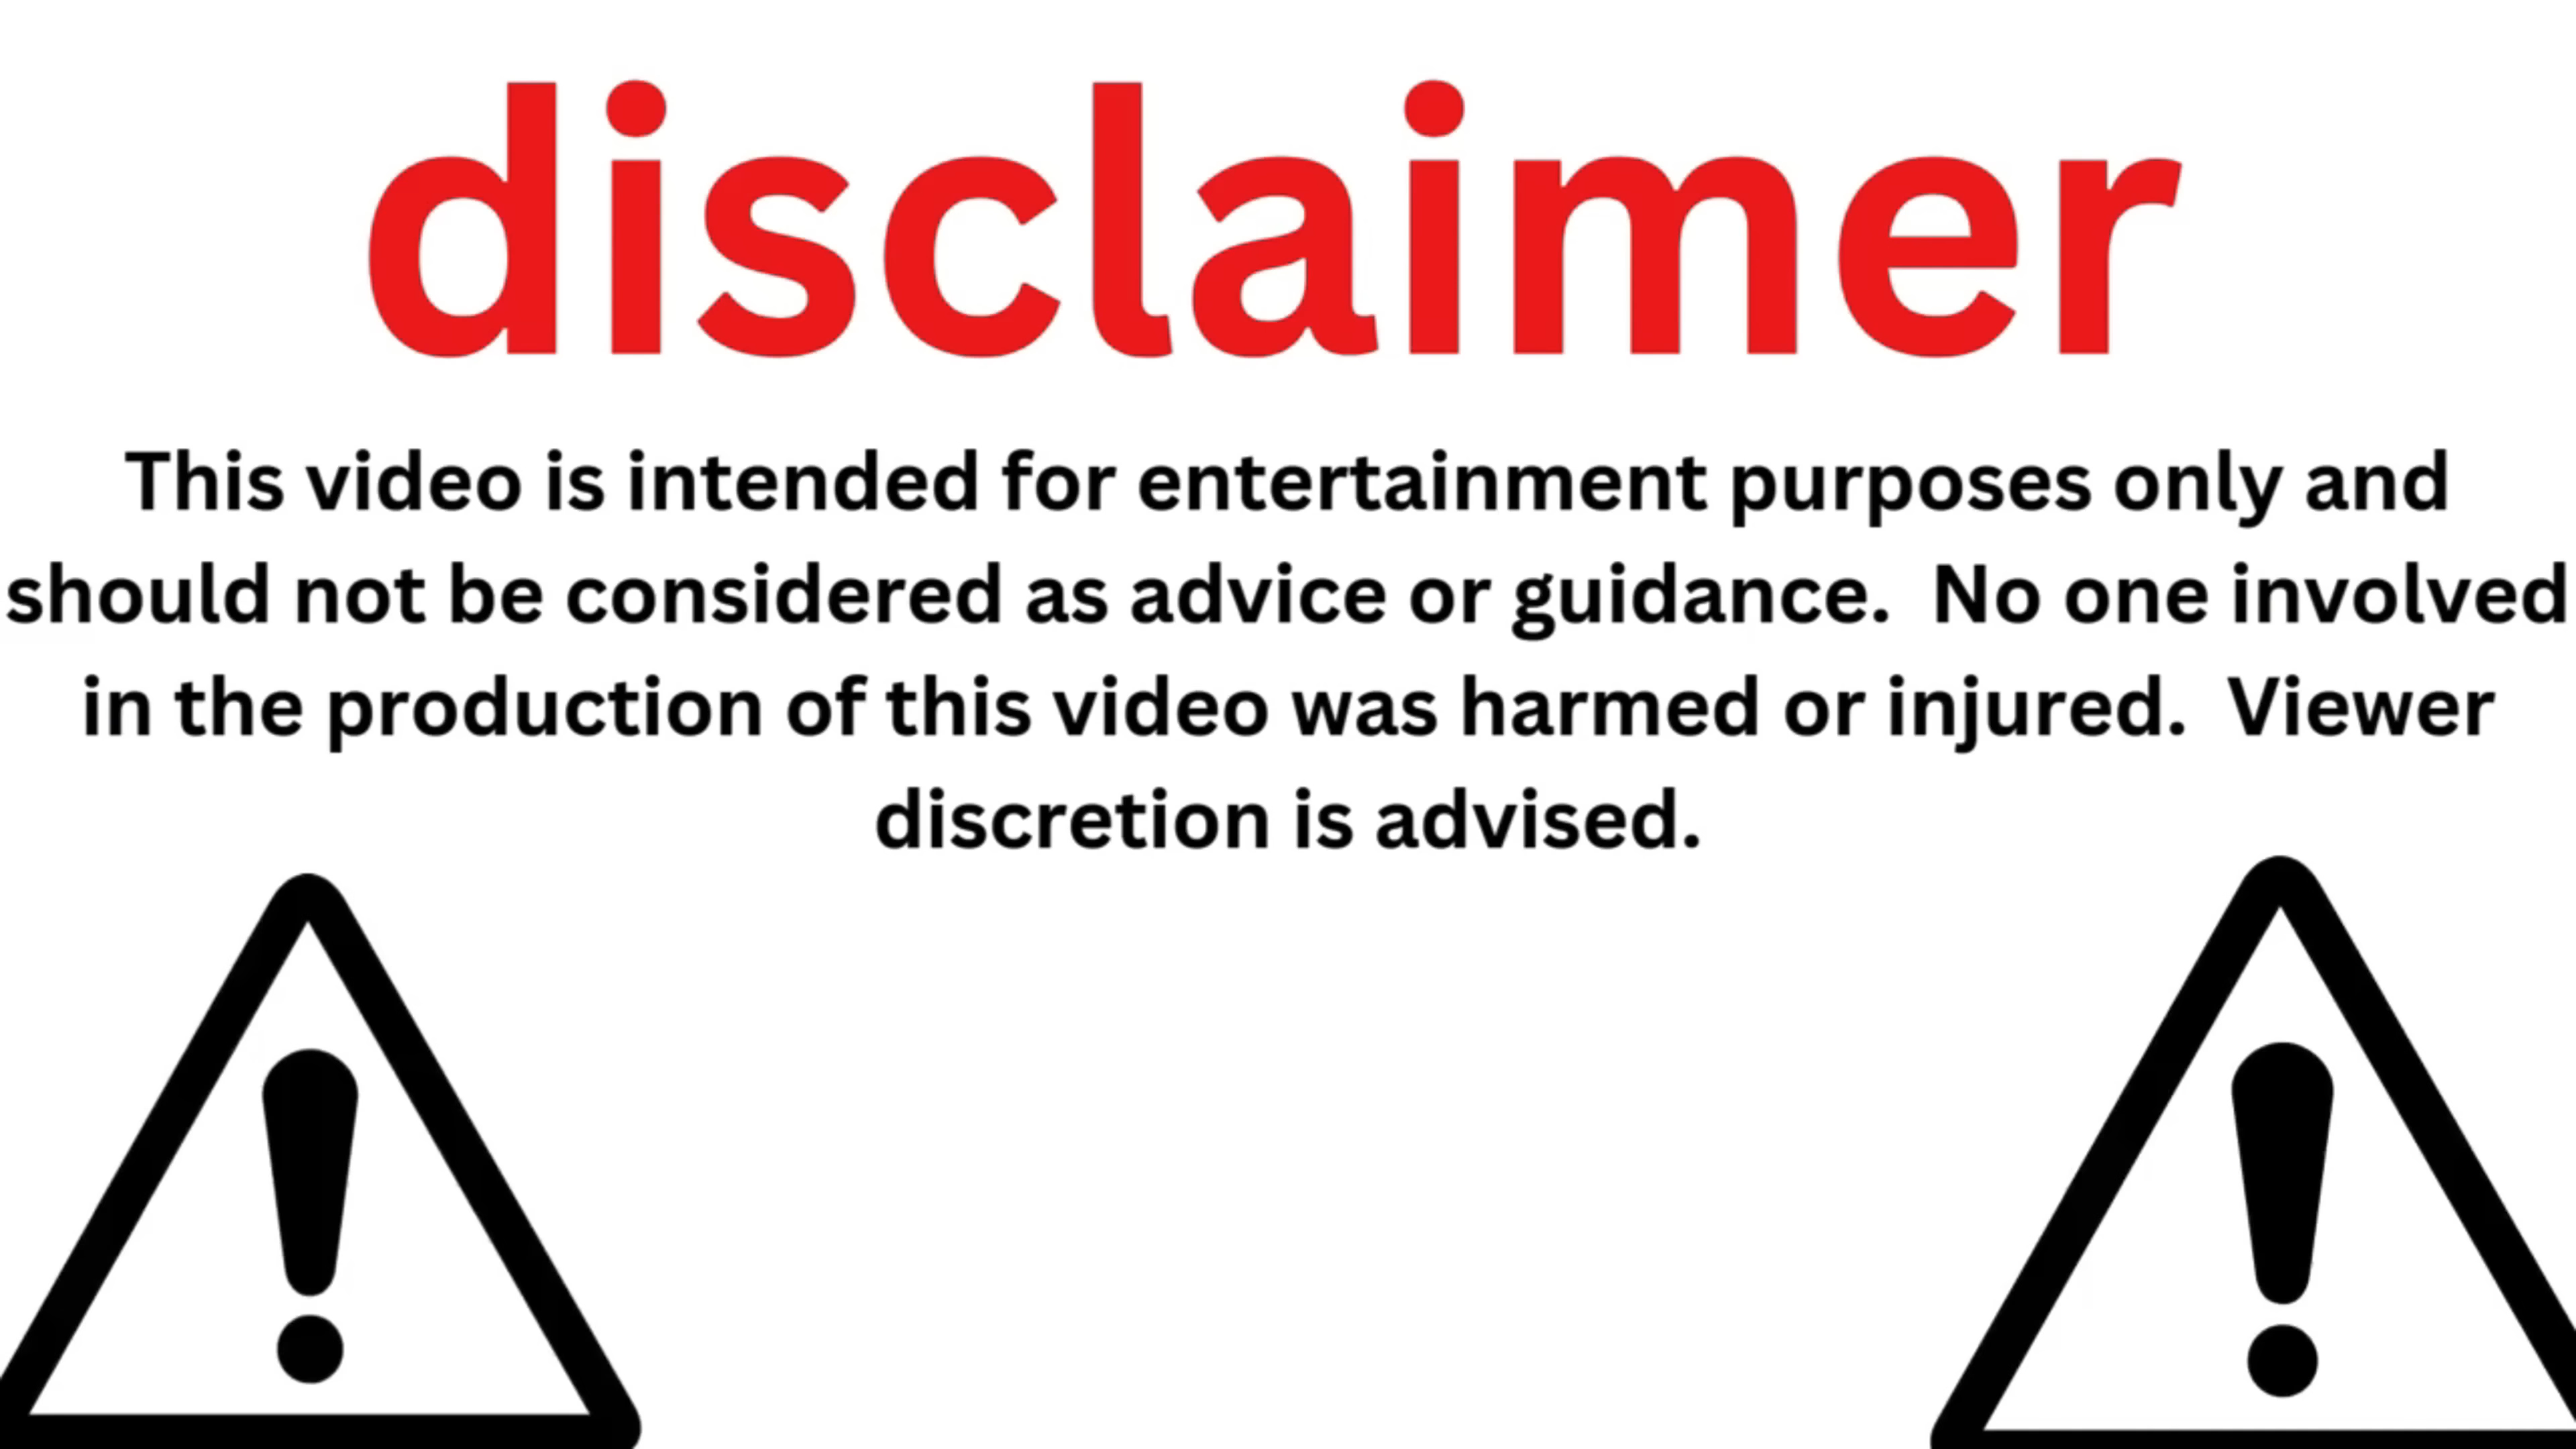 disclaimer
This video is intended for entertainment purposes only and
should not be considered as advice or guidance.  No one involved
in the production of this video was harmed or injured.  Viewer
discretion is advised.